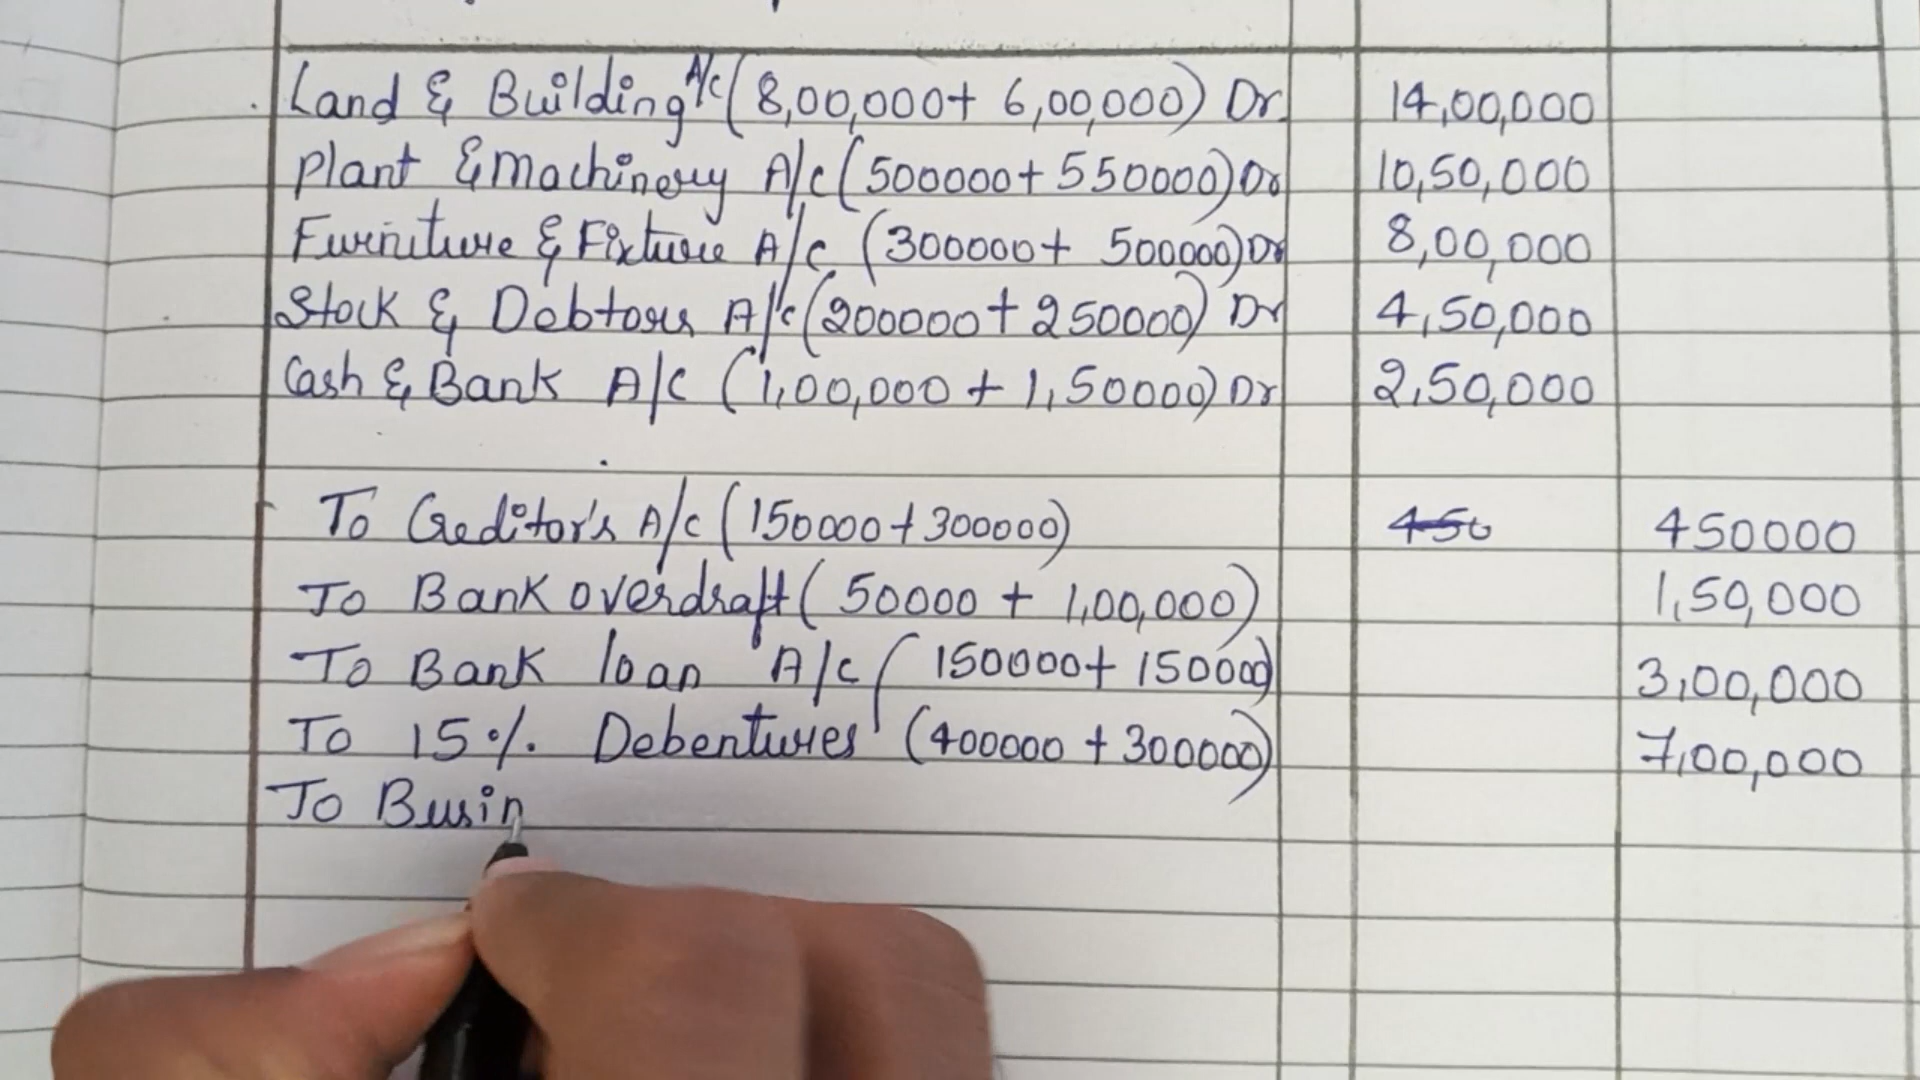 Land & Building A/c (8,00,000+ 6,00,000) Dr 14,00,000
Plant & Machinery A/c (500000+ 550000) Dr 10,50,000
Furniture & Fixture A/c (300000+ 500000) Dr 8,00,000
Stock & Debtors A/c (200000+ 250000) Dr 4,50,000
Cash & Bank A/c (1,00,000 + 1,50000) Dr 2,50,000
To Creditor's A/c (150000+300000) 450 450000
To Bank overdraft (50000 + 1,00,000) 1,50,000
To Bank loan A/c (150000+ 150000) 3,00,000
To 15% Debentures (400000 + 300000) 7,00,000
To Busin